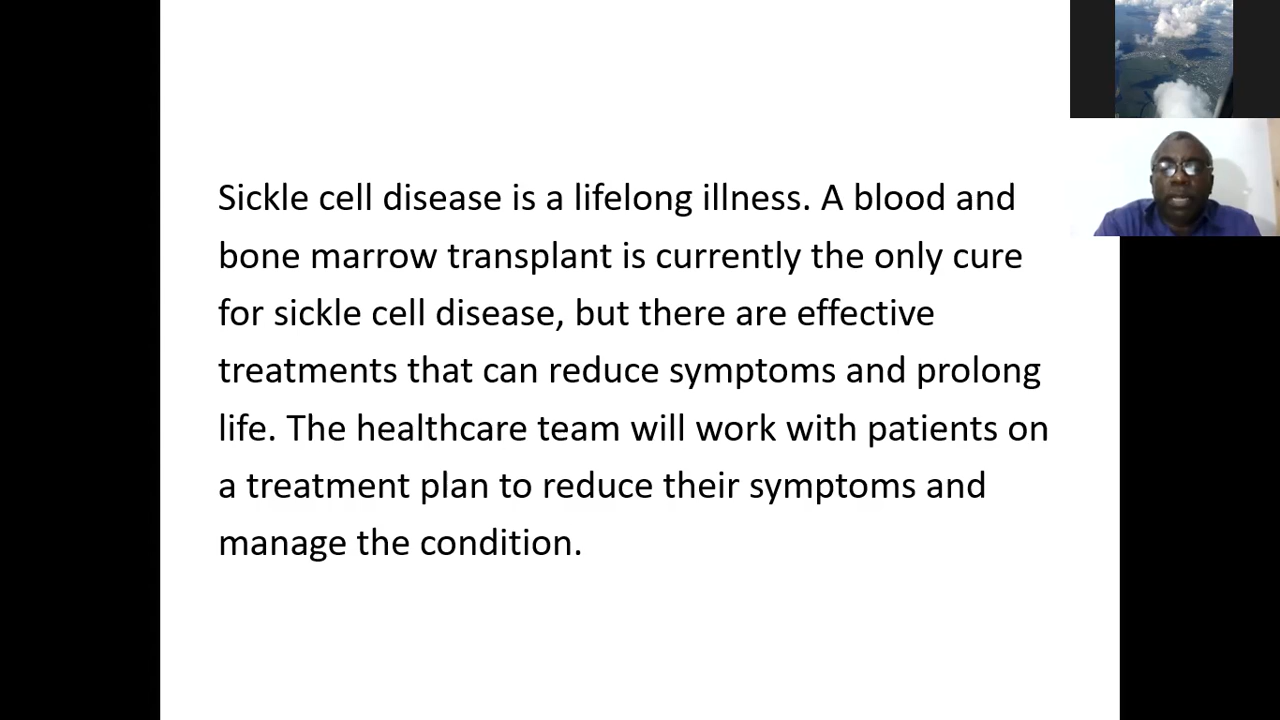 Sickle cell disease is a lifelong illness. A blood and
bone marrow transplant is currently the only cure
for sickle cell disease, but there are effective
treatments that can reduce symptoms and prolong
life. The healthcare team will work with patients on
a treatment plan to reduce their symptoms and
manage the condition.